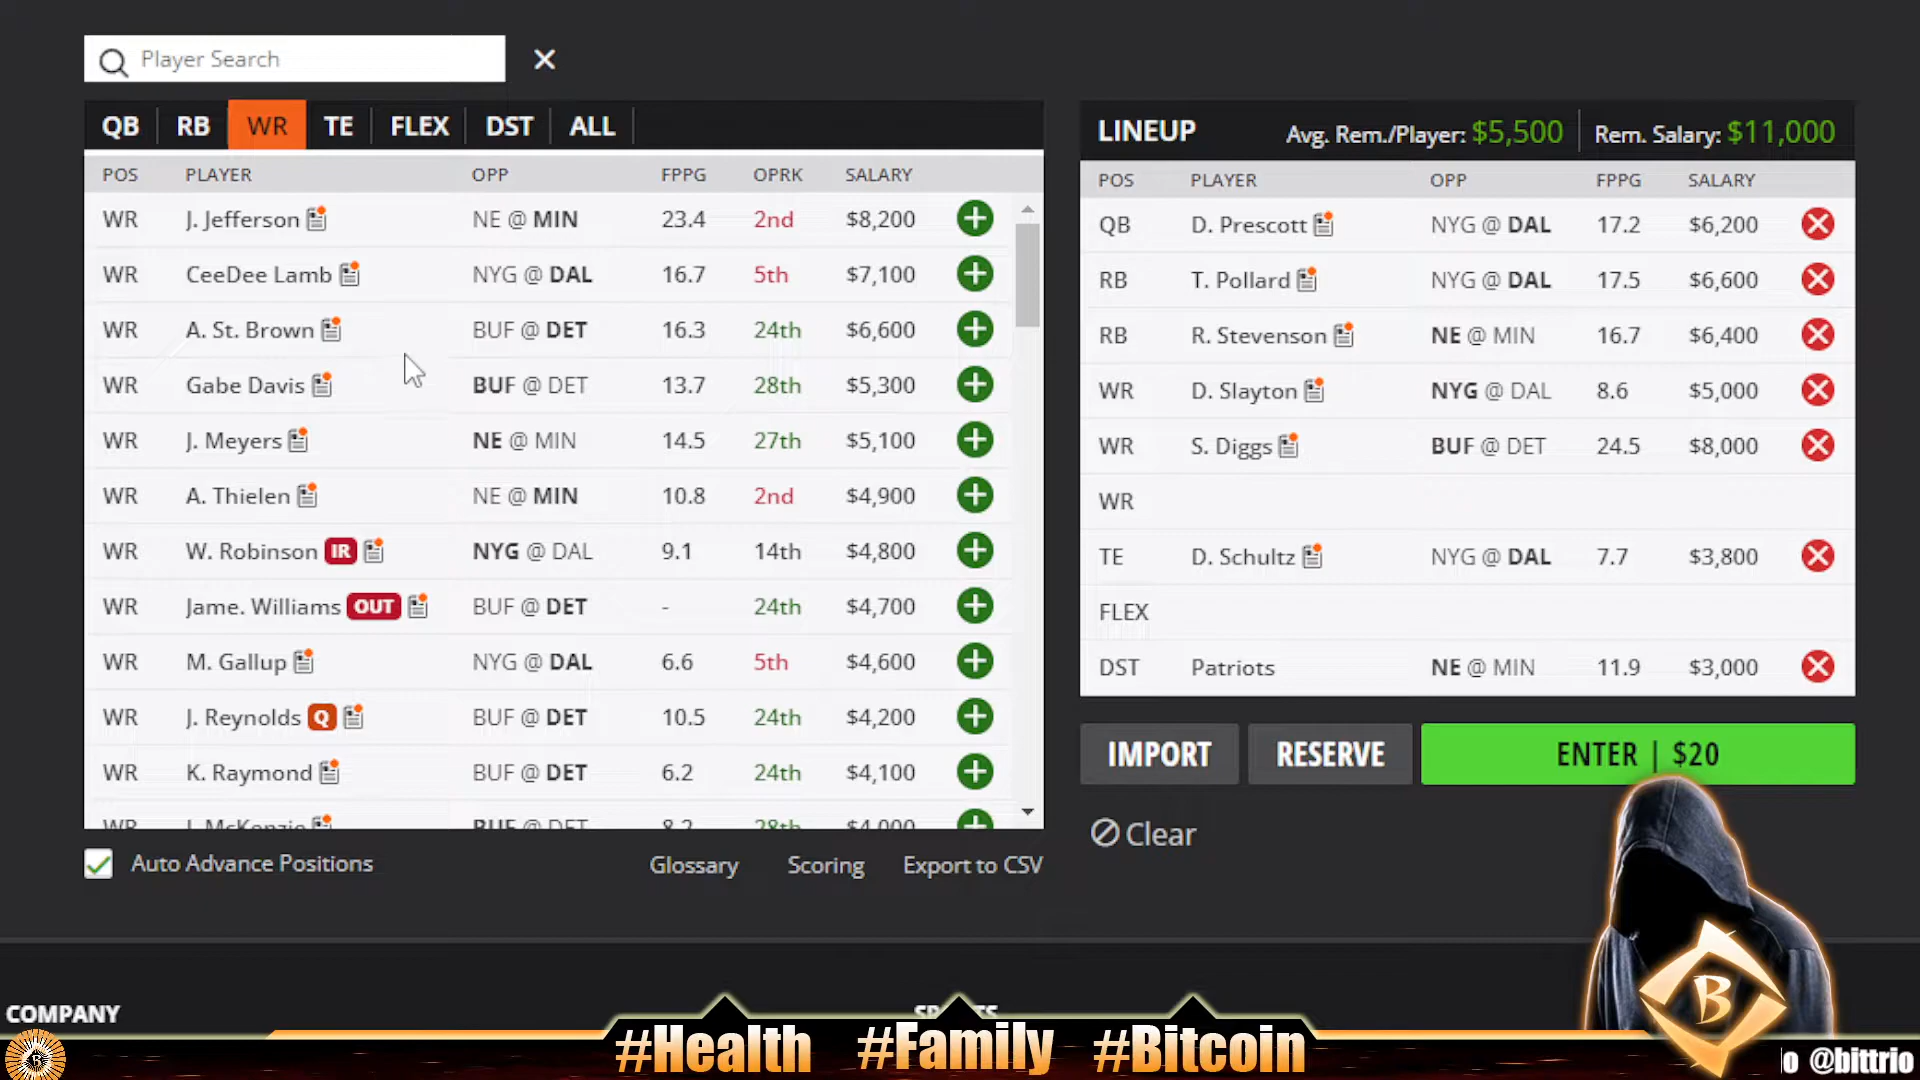 Player Search
QB RB WR TE FLEX DST ALL
POS PLAYER OPP FPPG OPRK SALARY
WR J. Jefferson NE @ MIN 23.4 2nd $8,200
WR CeeDee Lamb NYG @ DAL 16.7 5th $7,100
WR A. St. Brown BUF @ DET 16.3 24th $6,600
WR Gabe Davis BUF @ DET 13.7 28th $5,300
WR J. Meyers NE @ MIN 14.5 27th $5,100
WR A. Thielen NE @ MIN 10.8 2nd $4,900
WR W. Robinson IR NYG @ DAL 9.1 14th $4,800
WR Jame. Williams OUT BUF @ DET - 24th $4,700
WR M. Gallup NYG @ DAL 6.6 5th $4,600
WR J. Reynolds Q BUF @ DET 10.5 24th $4,200
WR K. Raymond BUF @ DET 6.2 24th $4,100
WR J. McKenzie BUF @ DET 8.2 28th $4,000
Auto Advance Positions
Glossary Scoring Export to CSV
LINEUP Avg. Rem./Player: $5,500 Rem. Salary: $11,000
POS PLAYER OPP FPPG SALARY
QB D. Prescott NYG @ DAL 17.2 $6,200
RB T. Pollard NYG @ DAL 17.5 $6,600
RB R. Stevenson NE @ MIN 16.7 $6,400
WR D. Slayton NYG @ DAL 8.6 $5,000
WR S. Diggs BUF @ DET 24.5 $8,000
WR
TE D. Schultz NYG @ DAL 7.7 $3,800
FLEX
DST Patriots NE @ MIN 11.9 $3,000
IMPORT RESERVE ENTER | $20
Clear
COMPANY
#Health #Family #Bitcoin
B
@bittrio